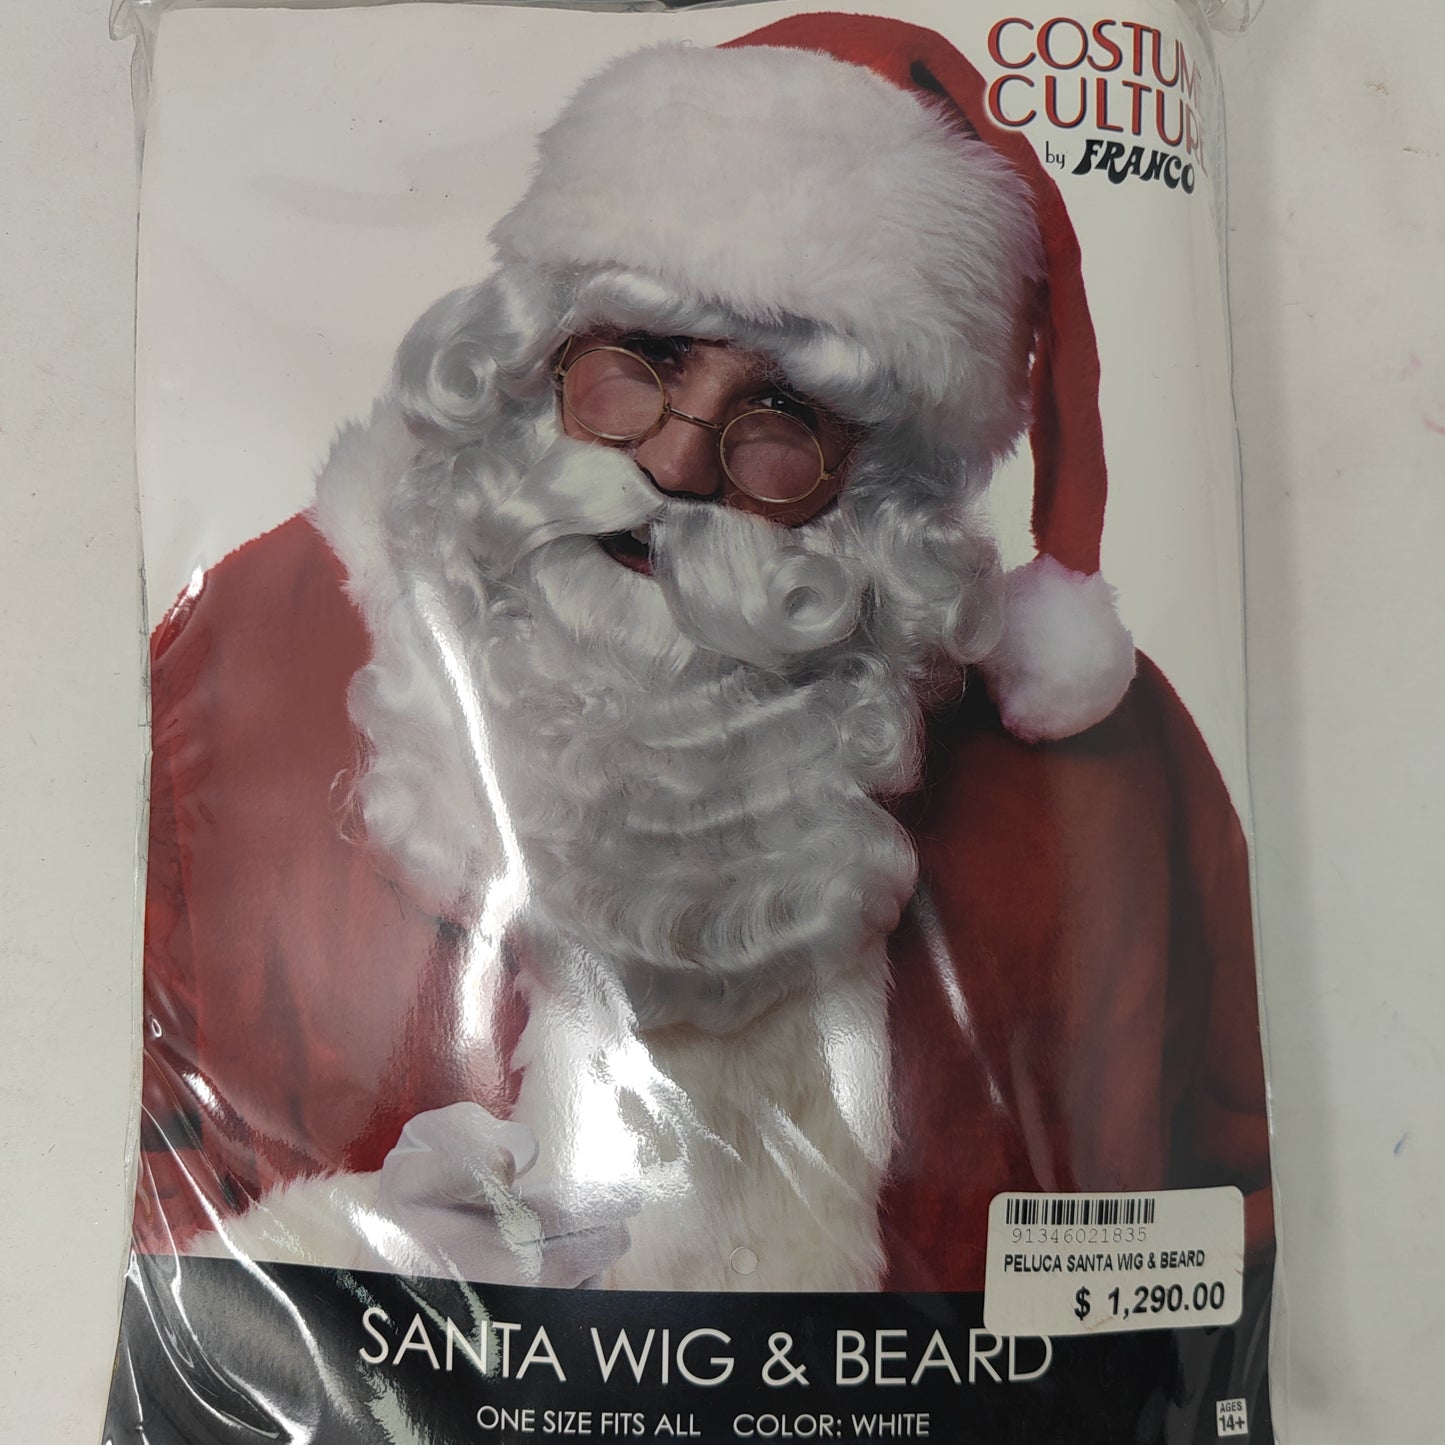 COSTUME
CULTURE
by FRANCO
91346021835
PELUCA SANTA WIG & BEARD
$ 1,290.00
SANTA WIG & BEARD
ONE SIZE FITS ALL COLOR: WHITE
AGES
14+